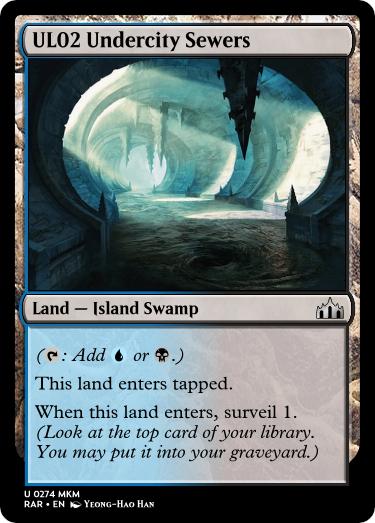 UL02 Undercity Sewers
Land — Island Swamp
(: Add or .)
This land enters tapped.
When this land enters, surveil 1.
(Look at the top card of your library.
You may put it into your graveyard.)
U 0274 MKM
RAR • EN Yeong-Hao Han